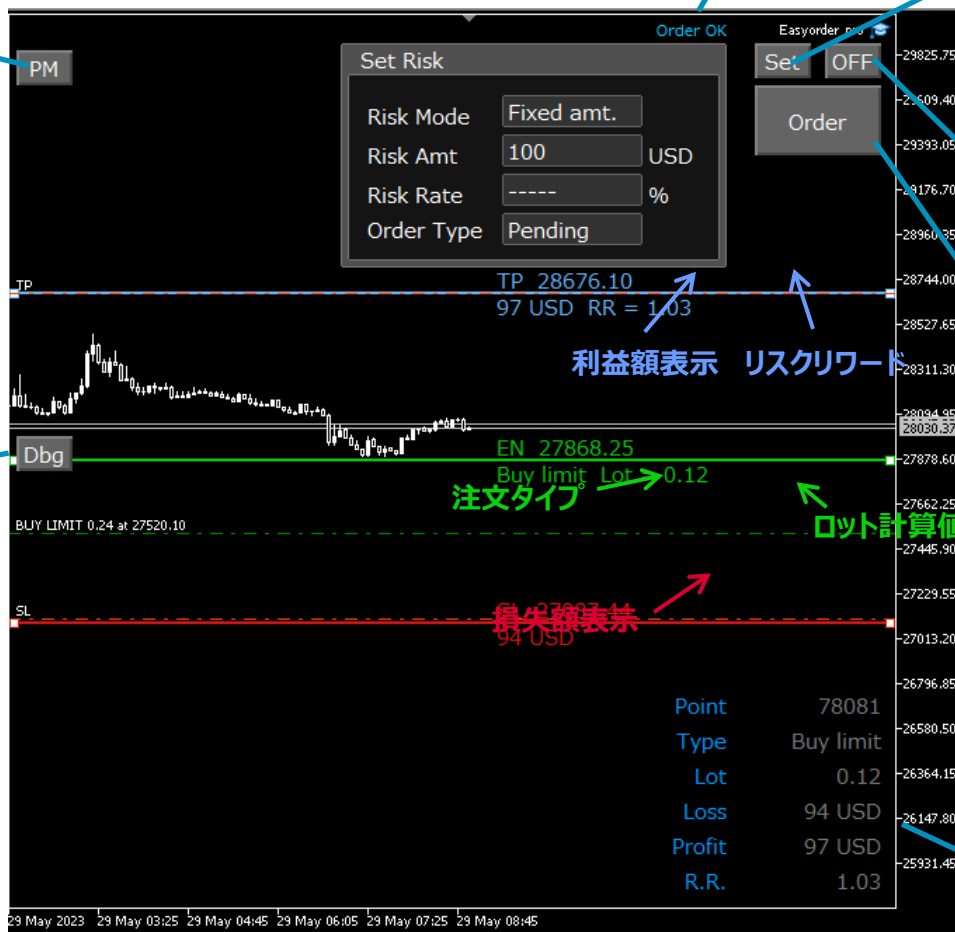 Order OK
Easyorder pro
PM
Set Risk
Set
OFF
29825.75
29609.40
Order
Risk Mode
Fixed amt.
29393.05
Risk Amt
100
USD
29176.70
Risk Rate
-----
%
Order Type
Pending
28960.35
TP
TP 28676.10
28744.00
97 USD RR = 1.03
28527.65
利益額表示
リスクリワード
28311.30
28094.95
28030.37
Dbg
EN 27868.25
27878.60
Buy limit Lot
0.12
注文タイプ
27662.25
BUY LIMIT 0.24 at 27520.10
ロット計算値
27445.90
27229.55
SL
損失額表示
94 USD
27013.20
26796.85
Point
78081
26580.50
Type
Buy limit
26364.15
Lot
0.12
Loss
94 USD
26147.80
Profit
97 USD
25931.45
R.R.
1.03
29 May 2023
29 May 03:25
29 May 04:45
29 May 06:05
29 May 07:25
29 May 08:45